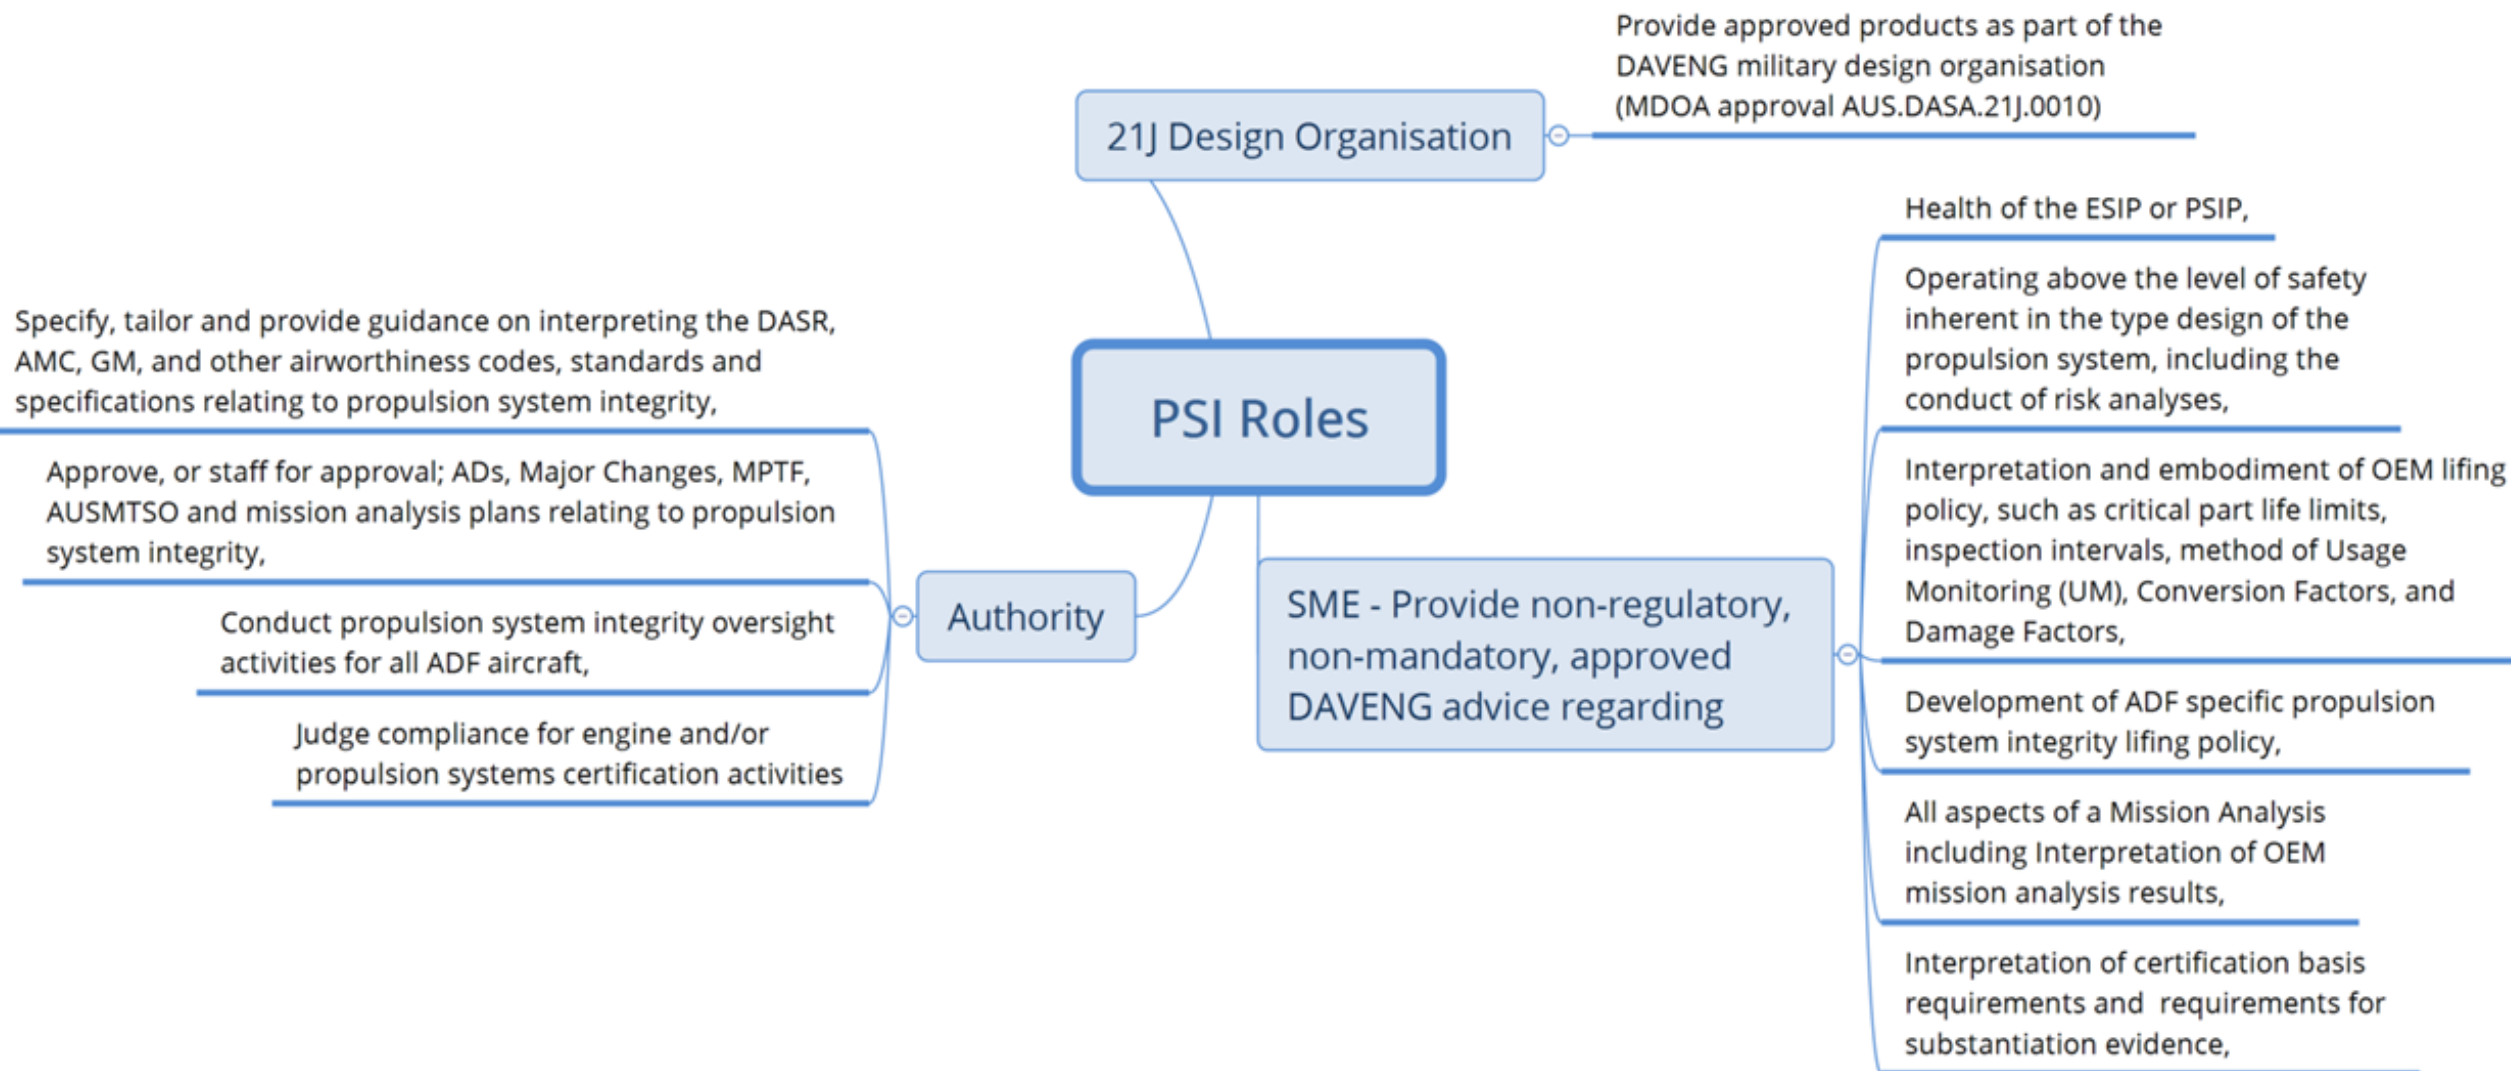 Provide approved products as part of the
DAVENG military design organisation
(MDOA approval AUS.DASA.21J.0010)
21J Design Organisation
PSI Roles
Specify, tailor and provide guidance on interpreting the DASR,
AMC, GM, and other airworthiness codes, standards and
specifications relating to propulsion system integrity,
Approve, or staff for approval; ADs, Major Changes, MPTF,
AUSMTSO and mission analysis plans relating to propulsion
system integrity,
Conduct propulsion system integrity oversight
activities for all ADF aircraft,
Judge compliance for engine and/or
propulsion systems certification activities
Authority
SME - Provide non-regulatory,
non-mandatory, approved
DAVENG advice regarding
Health of the ESIP or PSIP,
Operating above the level of safety
inherent in the type design of the
propulsion system, including the
conduct of risk analyses,
Interpretation and embodiment of OEM lifing
policy, such as critical part life limits,
inspection intervals, method of Usage
Monitoring (UM), Conversion Factors, and
Damage Factors,
Development of ADF specific propulsion
system integrity lifing policy,
All aspects of a Mission Analysis
including Interpretation of OEM
mission analysis results,
Interpretation of certification basis
requirements and  requirements for
substantiation evidence,